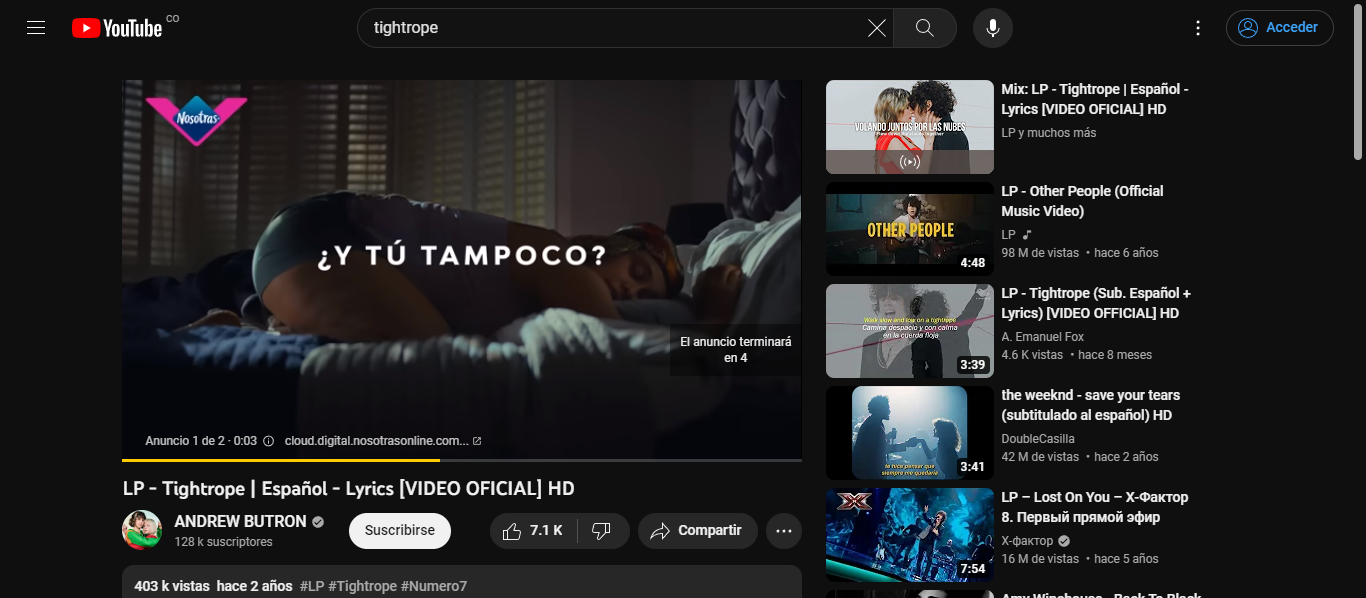 YouTube CO
tightrope
Acceder
Nosotras
¿Y TÚ TAMPOCO?
El anuncio terminará
en 4
Anuncio 1 de 2 · 0:03
cloud.digital.nosotrasonline.com...
LP - Tightrope | Español - Lyrics [VIDEO OFICIAL] HD
ANDREW BUTRON
128 k suscriptores
Suscribirse
7.1 K
Compartir
403 k vistas hace 2 años #LP #Tightrope #Numero7
VOLANDO JUNTOS POR LAS NUBES
Mix: LP - Tightrope | Español -
Lyrics [VIDEO OFICIAL] HD
LP y muchos más
OTHER PEOPLE
4:48
LP - Other People (Official
Music Video)
LP
98 M de vistas • hace 6 años
Walk slow and low on a tightrope
Camina despacio y con calma
en la cuerda floja
3:39
LP - Tightrope (Sub. Español +
Lyrics) [VIDEO OFFICIAL] HD
A. Emanuel Fox
4.6 K vistas • hace 8 meses
te hice pensar que
siempre me quedaría
3:41
the weeknd - save your tears
(subtitulado al español) HD
DoubleCasilla
42 M de vistas • hace 2 años
X
7:54
LP – Lost On You – Х-Фактор
8. Первый прямой эфир
Х-фактор
16 M de vistas • hace 5 años
Amy Winehouse - Back To Black